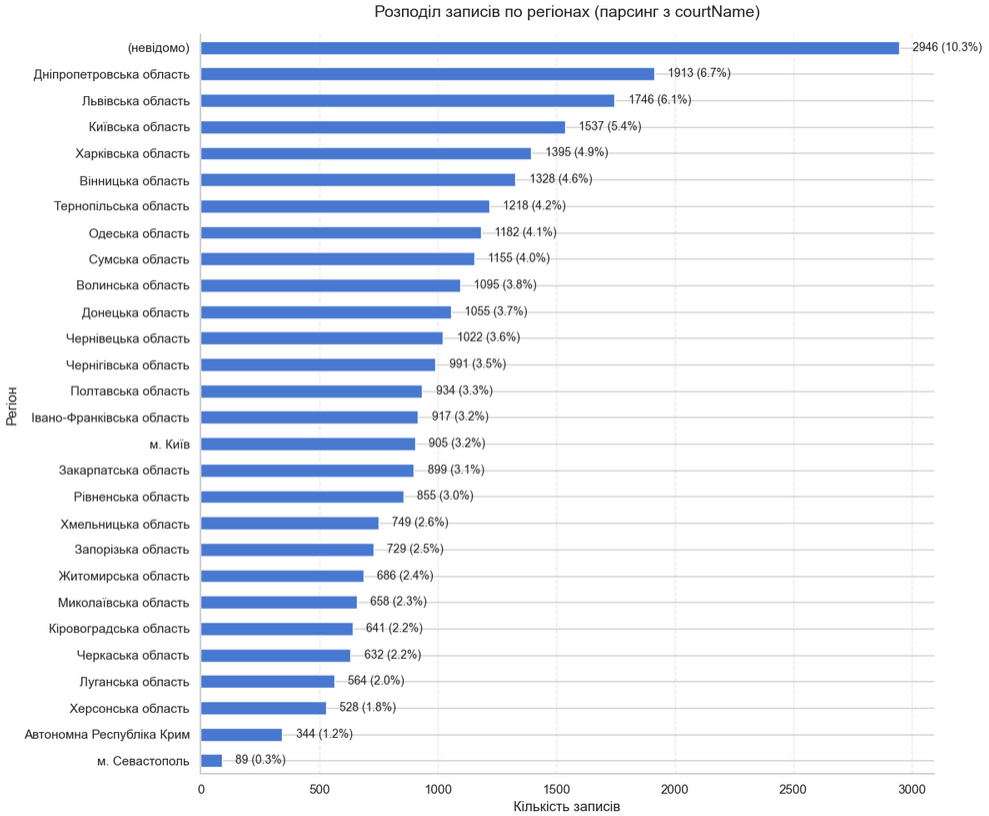 Розподіл записів по регіонах (парсинг з courtName)
(невідомо) 2946 (10.3%)
Дніпропетровська область 1913 (6.7%)
Львівська область 1746 (6.1%)
Київська область 1537 (5.4%)
Харківська область 1395 (4.9%)
Вінницька область 1328 (4.6%)
Тернопільська область 1218 (4.2%)
Одеська область 1182 (4.1%)
Сумська область 1155 (4.0%)
Волинська область 1095 (3.8%)
Донецька область 1055 (3.7%)
Чернівецька область 1022 (3.6%)
Чернігівська область 991 (3.5%)
Полтавська область 934 (3.3%)
Івано-Франківська область 917 (3.2%)
м. Київ 905 (3.2%)
Закарпатська область 899 (3.1%)
Рівненська область 855 (3.0%)
Хмельницька область 749 (2.6%)
Запорізька область 729 (2.5%)
Житомирська область 686 (2.4%)
Миколаївська область 658 (2.3%)
Кіровоградська область 641 (2.2%)
Черкаська область 632 (2.2%)
Луганська область 564 (2.0%)
Херсонська область 528 (1.8%)
Автономна Республіка Крим 344 (1.2%)
м. Севастополь 89 (0.3%)
Регіон
0 500 1000 1500 2000 2500 3000
Кількість записів